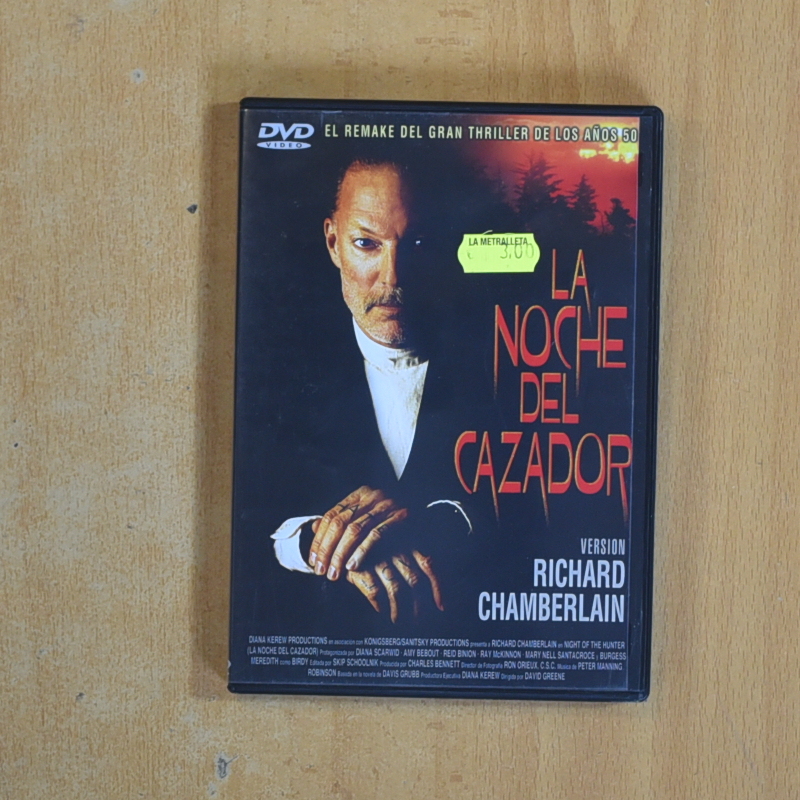 DVD
VIDEO
EL REMAKE DEL GRAN THRILLER DE LOS AÑOS 50
LA METRALLETA
3,00
LA
NOCHE
DEL
CAZADOR
VERSION
RICHARD
CHAMBERLAIN
DIANA KEREW PRODUCTIONS en asociación con KÖNIGSBERG/SANITSKY PRODUCTIONS presenta a RICHARD CHAMBERLAIN en NIGHT OF THE HUNTER
(LA NOCHE DEL CAZADOR) Protagonizada por DIANA SCARWID · AMY BEBOUT · REID BINION · RAY McKINNON · MARY NELL SANTACROCE y BURGESS
MEREDITH como BIRDY Editada por SKIP SCHOOLNIK Producida por CHARLES BENNETT Director de Fotografía RON ORIEUX, C.S.C. Música de PETER MANNING
ROBINSON Basada en la novela de DAVIS GRUBB Productora Ejecutiva DIANA KEREW Dirigida por DAVID GREENE